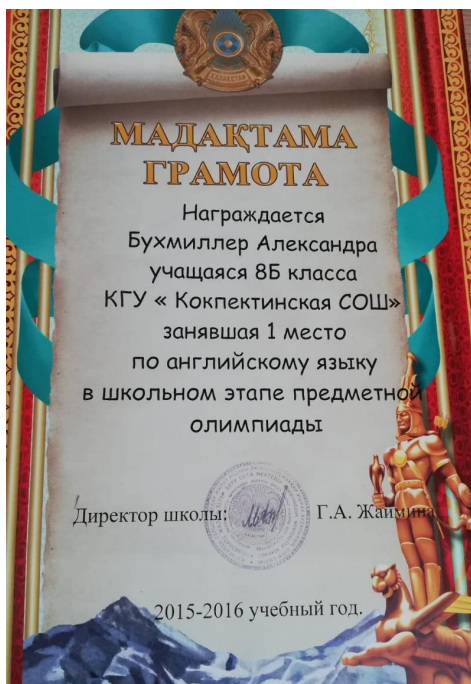 ҚАЗАҚСТАН
МАДАҚТАМА
ГРАМОТА
Награждается
Бухмиллер Александра
учащаяся 8Б класса
КГУ « Кокпектинская СОШ»
занявшая 1 место
по английскому языку
в школьном этапе предметной
олимпиады
Директор школы:
Г.А. Жаймина
2015-2016 учебный год.